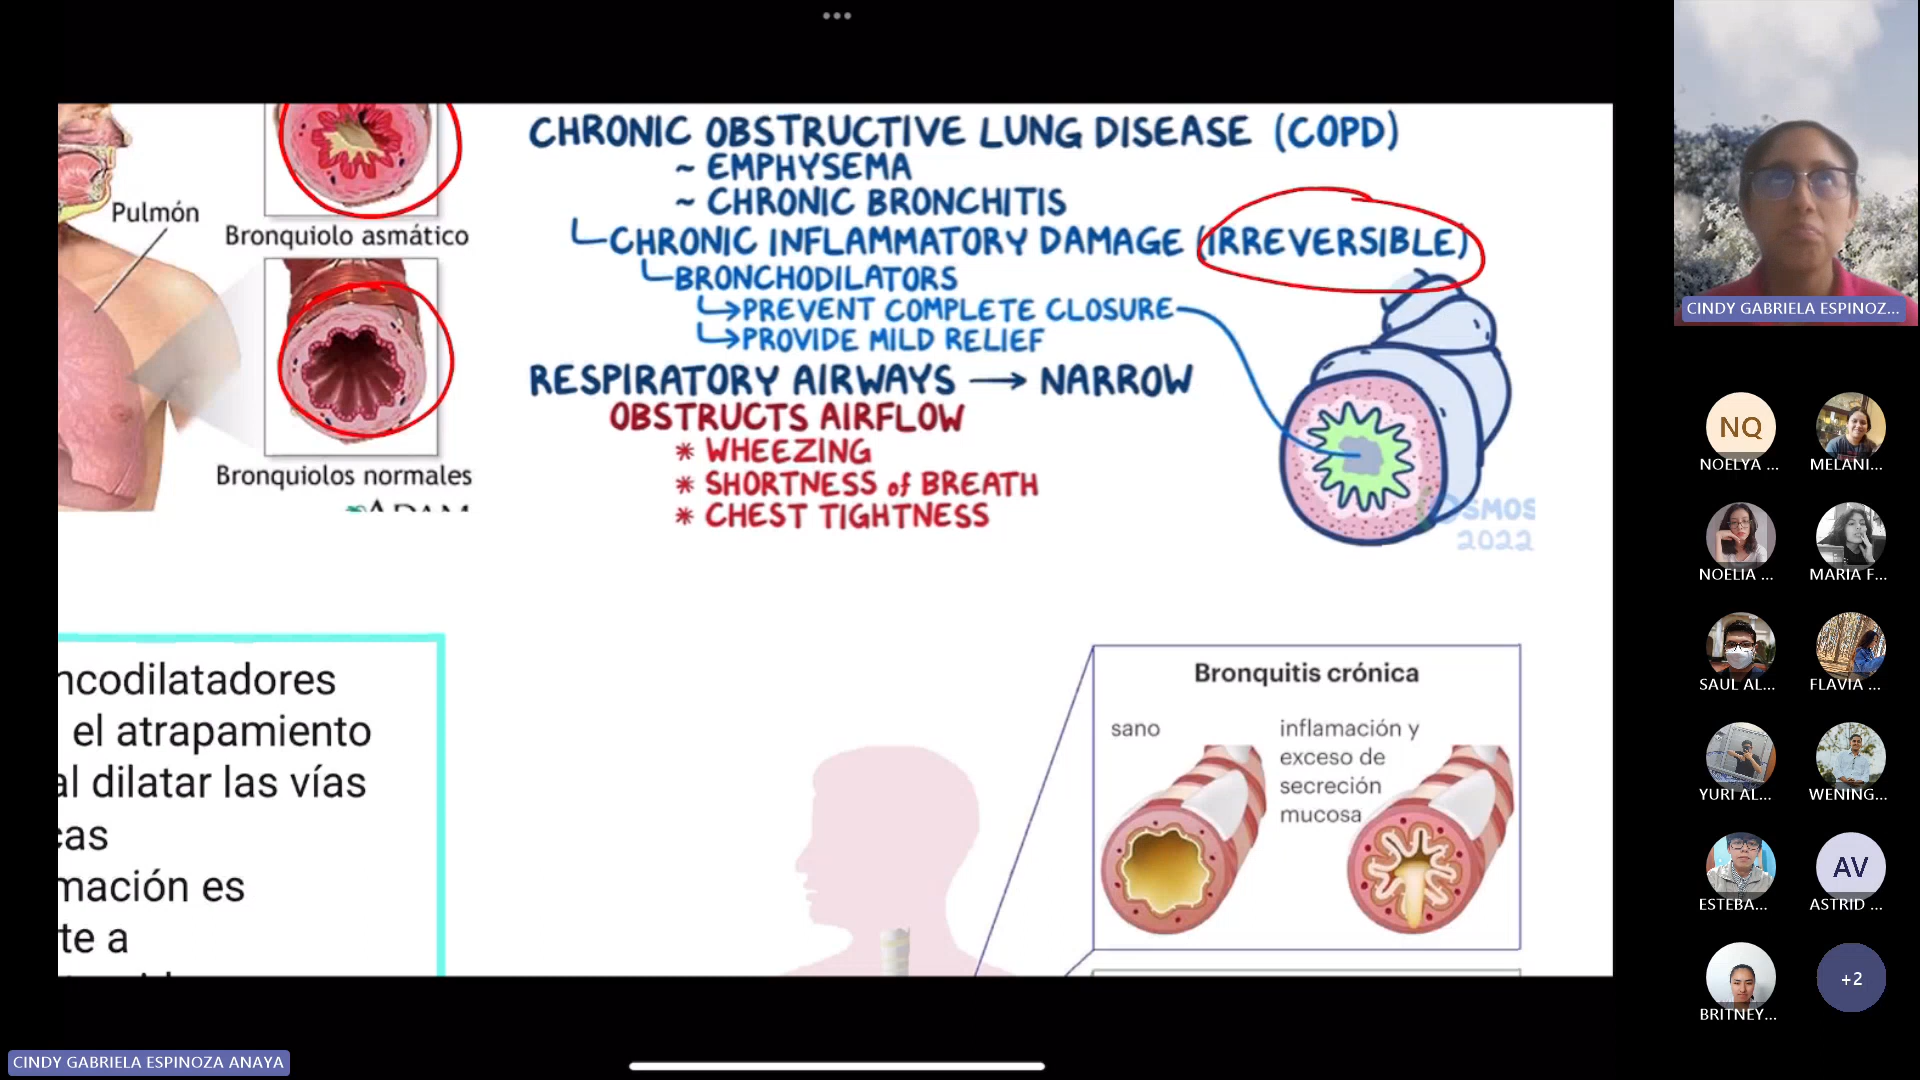 Pulmón
Bronquiolo asmático
Bronquiolos normales
CHRONIC OBSTRUCTIVE LUNG DISEASE (COPD)
~ EMPHYSEMA
~ CHRONIC BRONCHITIS
CHRONIC INFLAMMATORY DAMAGE (IRREVERSIBLE)
BRONCHODILATORS
PREVENT COMPLETE CLOSURE
PROVIDE MILD RELIEF
RESPIRATORY AIRWAYS → NARROW
OBSTRUCTS AIRFLOW
* WHEEZING
* SHORTNESS of BREATH
* CHEST TIGHTNESS
OSMOS
2022
ncodilatadores
el atrapamiento
al dilatar las vías
cas
mación es
te a
Bronquitis crónica
sano
inflamación y
exceso de
secreción
mucosa
CINDY GABRIELA ESPINOZ...
NQ
NOELYA ...
MELANI...
NOELIA ...
MARIA F...
SAUL AL...
FLAVIA ...
YURI AL...
WENING...
ESTEBA...
AV
ASTRID ...
BRITNEY...
+2
CINDY GABRIELA ESPINOZA ANAYA